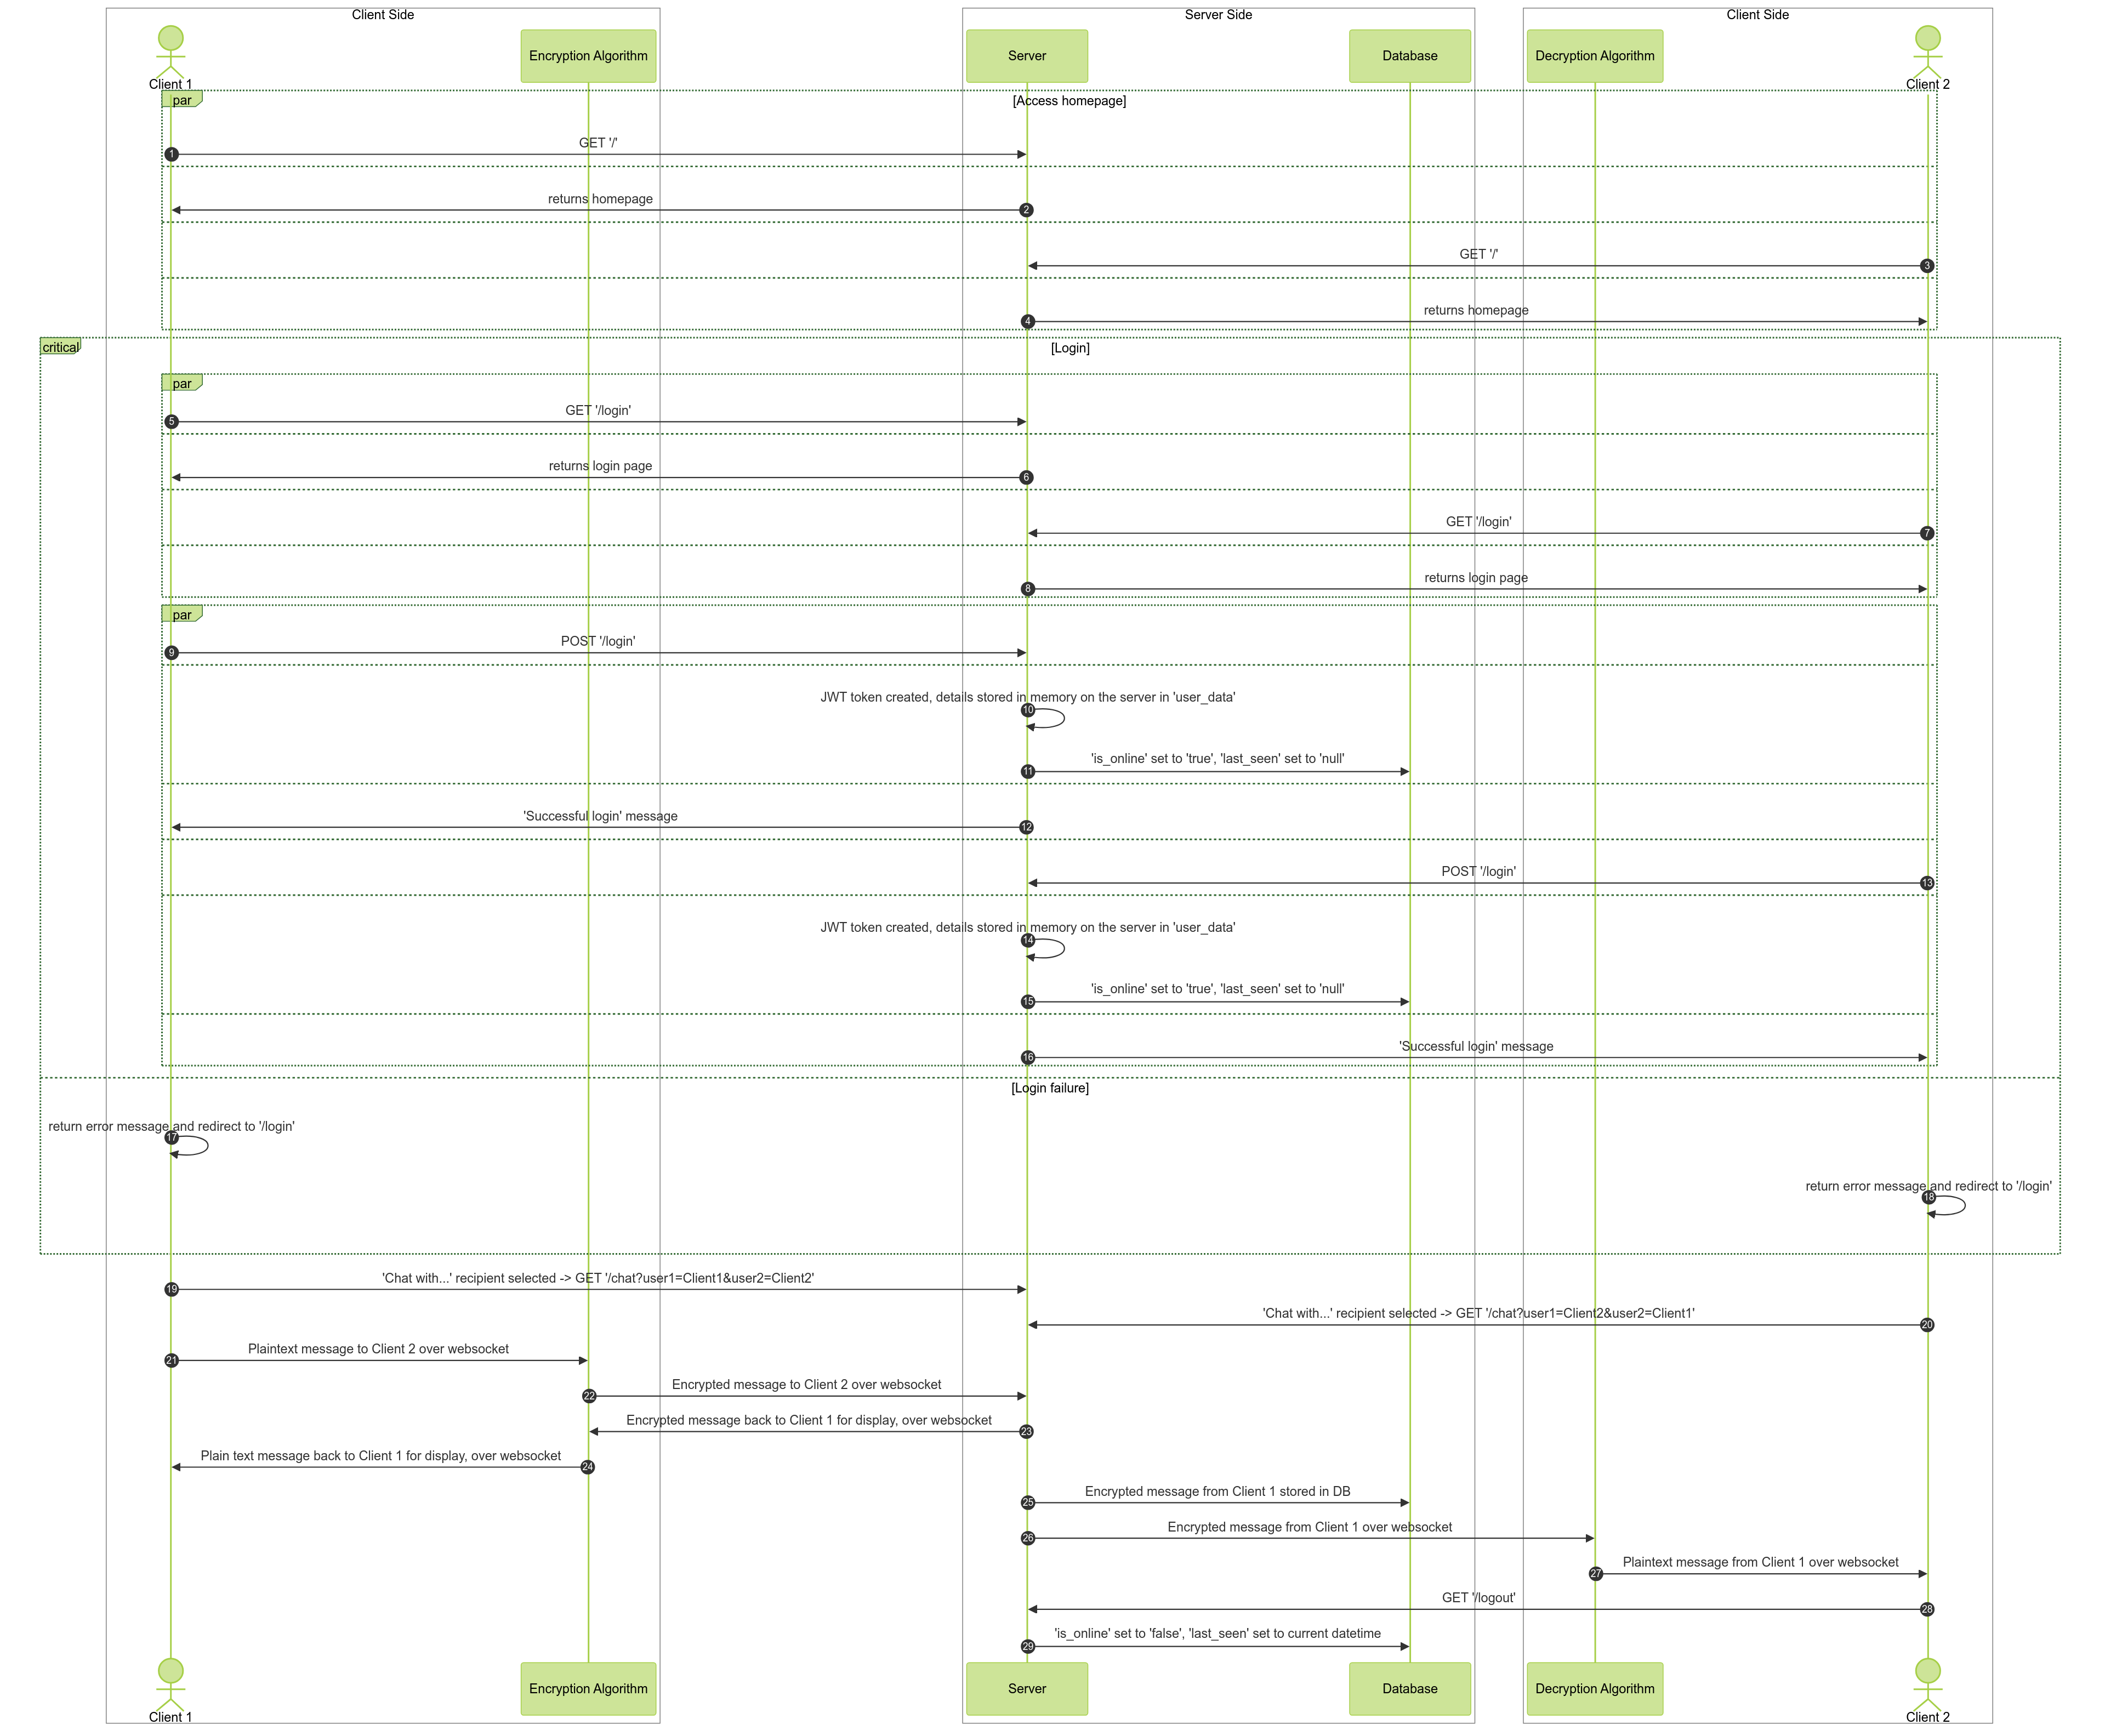 Client Side
Server Side
Client Side
Client 1
Encryption Algorithm
Server
Database
Decryption Algorithm
Client 2
par
[Access homepage]
GET '/'
1
returns homepage
2
GET '/'
3
returns homepage
4
critical
[Login]
par
GET '/login'
5
returns login page
6
GET '/login'
7
returns login page
8
par
POST '/login'
9
JWT token created, details stored in memory on the server in 'user_data'
10
'is_online' set to 'true', 'last_seen' set to 'null'
11
'Successful login' message
12
POST '/login'
13
JWT token created, details stored in memory on the server in 'user_data'
14
'is_online' set to 'true', 'last_seen' set to 'null'
15
'Successful login' message
16
[Login failure]
return error message and redirect to '/login'
17
return error message and redirect to '/login'
18
'Chat with...' recipient selected -> GET '/chat?user1=Client1&user2=Client2'
19
'Chat with...' recipient selected -> GET '/chat?user1=Client2&user2=Client1'
20
Plaintext message to Client 2 over websocket
21
Encrypted message to Client 2 over websocket
22
Encrypted message back to Client 1 for display, over websocket
23
Plain text message back to Client 1 for display, over websocket
24
Encrypted message from Client 1 stored in DB
25
Encrypted message from Client 1 over websocket
26
Plaintext message from Client 1 over websocket
27
GET '/logout'
28
'is_online' set to 'false', 'last_seen' set to current datetime
29
Client 1
Encryption Algorithm
Server
Database
Decryption Algorithm
Client 2